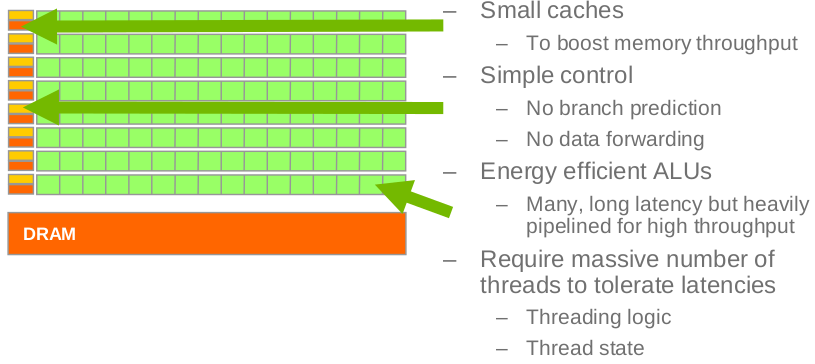 – Small caches
– To boost memory throughput
– Simple control
– No branch prediction
– No data forwarding
– Energy efficient ALUs
– Many, long latency but heavily
pipelined for high throughput
– Require massive number of
threads to tolerate latencies
– Threading logic
– Thread state
DRAM